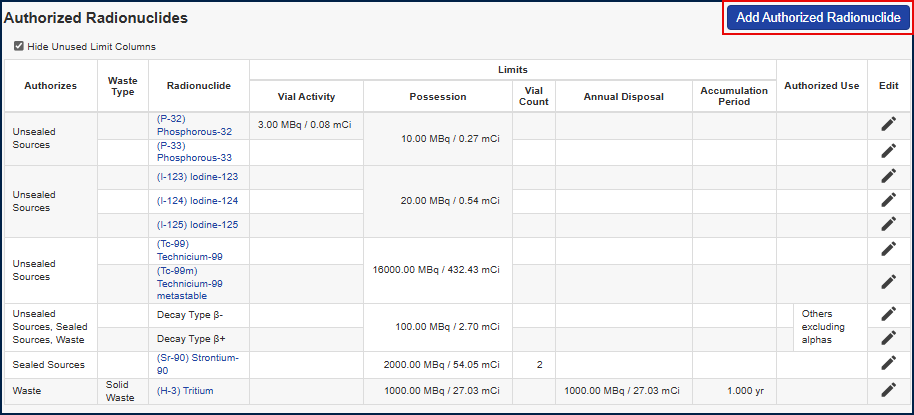 Authorized Radionuclides
Add Authorized Radionuclide
Hide Unused Limit Columns
Authorizes
Waste
Type
Radionuclide
Limits
Authorized Use
Edit
Vial Activity
Possession
Vial
Count
Annual Disposal
Accumulation
Period
Unsealed
Sources
(P-32)
Phosphorous-32
3.00 MBq / 0.08 mCi
10.00 MBq / 0.27 mCi
(P-33)
Phosphorous-33
Unsealed
Sources
(I-123) Iodine-123
20.00 MBq / 0.54 mCi
(I-124) Iodine-124
(I-125) Iodine-125
Unsealed
Sources
(Tc-99)
Technicium-99
16000.00 MBq / 432.43 mCi
(Tc-99m)
Technicium-99
metastable
Unsealed
Sources, Sealed
Sources, Waste
Decay Type β-
100.00 MBq / 2.70 mCi
Others
excluding
alphas
Decay Type β+
Sealed Sources
(Sr-90) Strontium-
90
2000.00 MBq / 54.05 mCi
2
Waste
Solid
Waste
(H-3) Tritium
1000.00 MBq / 27.03 mCi
1000.00 MBq / 27.03 mCi
1.000 yr